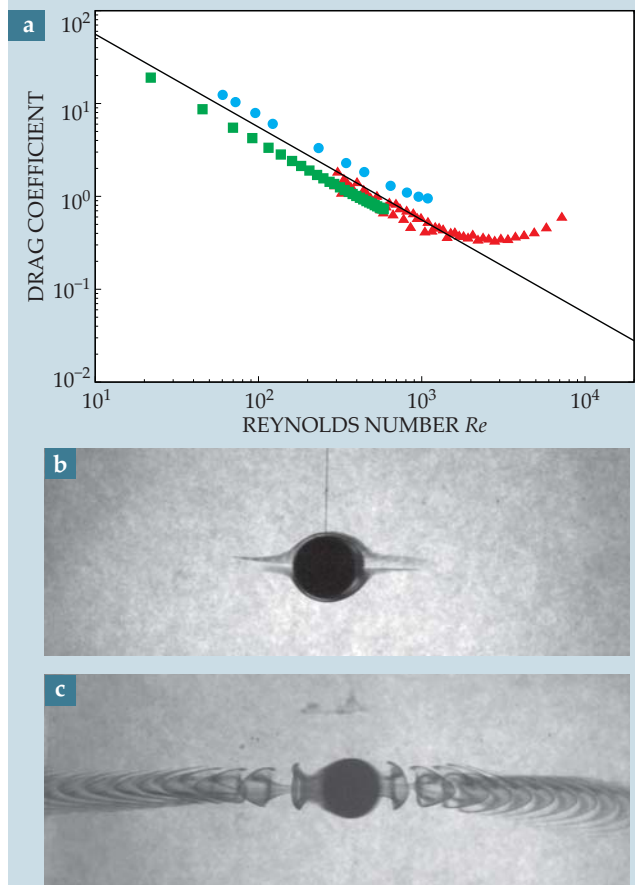 a
10²
10¹
10⁰
10⁻¹
10⁻²
DRAG COEFFICIENT
10¹ 10² 10³ 10⁴
REYNOLDS NUMBER Re
b
c